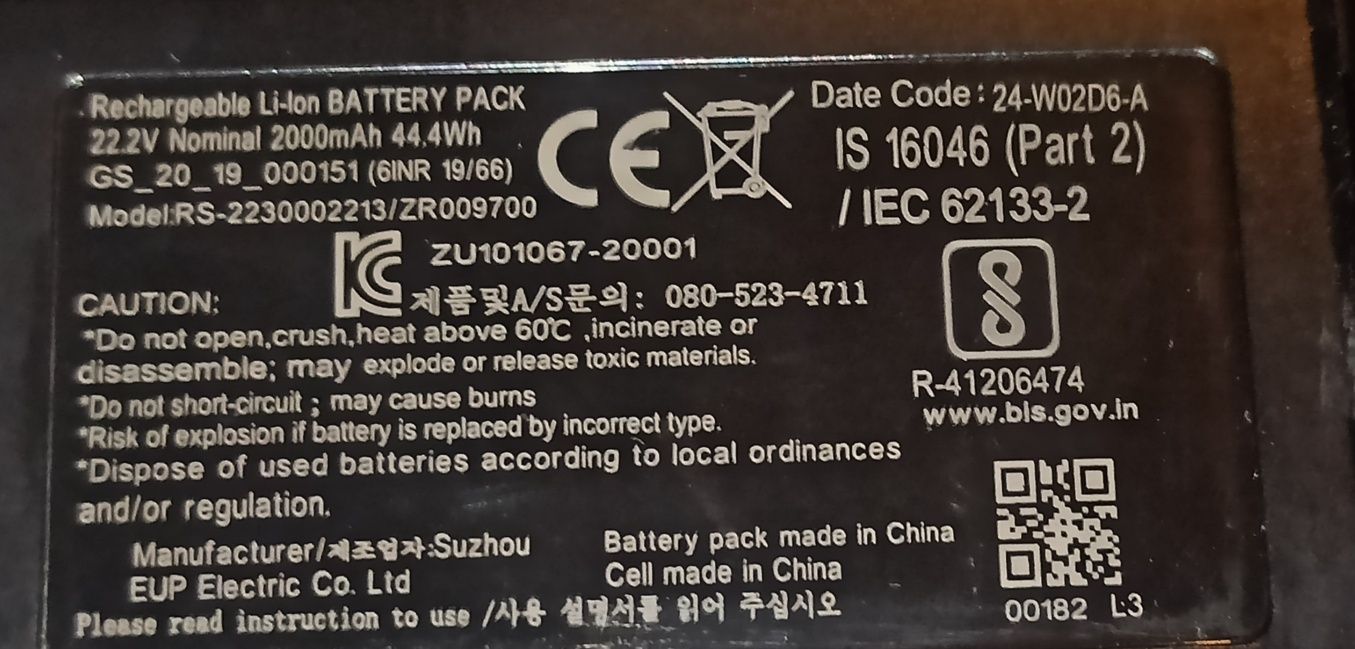 Rechargeable Li-Ion BATTERY PACK
22.2V Nominal 2000mAh 44.4Wh
GS_20_19_000151 (6INR 19/66)
Model:RS-2230002213/ZR009700
CE
Date Code: 24-W02D6-A
IS 16046 (Part 2)
/ IEC 62133-2
ZU101067-20001
제품및A/S문의: 080-523-4711
CAUTION:
*Do not open,crush,heat above 60℃ ,incinerate or
disassemble; may explode or release toxic materials.
*Do not short-circuit ; may cause burns
*Risk of explosion if battery is replaced by incorrect type.
*Dispose of used batteries according to local ordinances
and/or regulation.
R-41206474
www.bis.gov.in
Manufacturer/제조업자:Suzhou
EUP Electric Co. Ltd
Battery pack made in China
Cell made in China
Please read instruction to use /사용 설명서를 읽어 주십시오
00182 L3